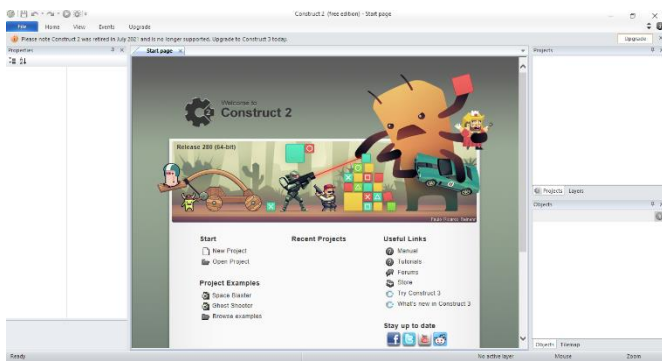 Construct 2 (free edition) - Start page
File Home View Events Upgrade
Please note Construct 2 was retired in July 2021 and is no longer supported. Upgrade to Construct 3 today.
Upgrade
Properties
Start page
Projects
Welcome to
Construct 2
Release 280 (64-bit)
Start
New Project
Open Project
Project Examples
Space Blaster
Ghost Shooter
Browse examples
Recent Projects
Useful Links
Manual
Tutorials
Forums
Store
Try Construct 3
What's new in Construct 3
Stay up to date
Projects Layers
Objects
Objects Tilemap
Ready
No active layer
Mouse
Zoom